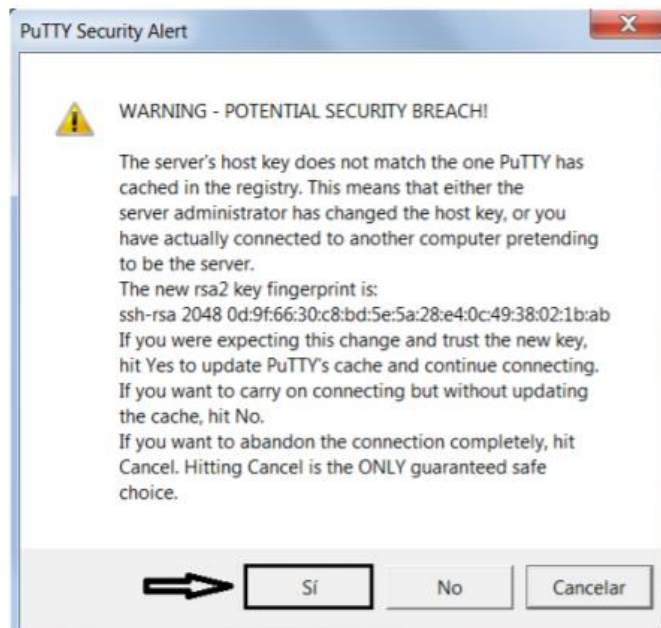 PuTTY Security Alert
WARNING - POTENTIAL SECURITY BREACH!
The server's host key does not match the one PuTTY has
cached in the registry. This means that either the
server administrator has changed the host key, or you
have actually connected to another computer pretending
to be the server.
The new rsa2 key fingerprint is:
ssh-rsa 2048 0d:9f:66:30:c8:bd:5e:5a:28:e4:0c:49:38:02:1b:ab
If you were expecting this change and trust the new key,
hit Yes to update PuTTY's cache and continue connecting.
If you want to carry on connecting but without updating
the cache, hit No.
If you want to abandon the connection completely, hit
Cancel. Hitting Cancel is the ONLY guaranteed safe
choice.
Sí No Cancelar